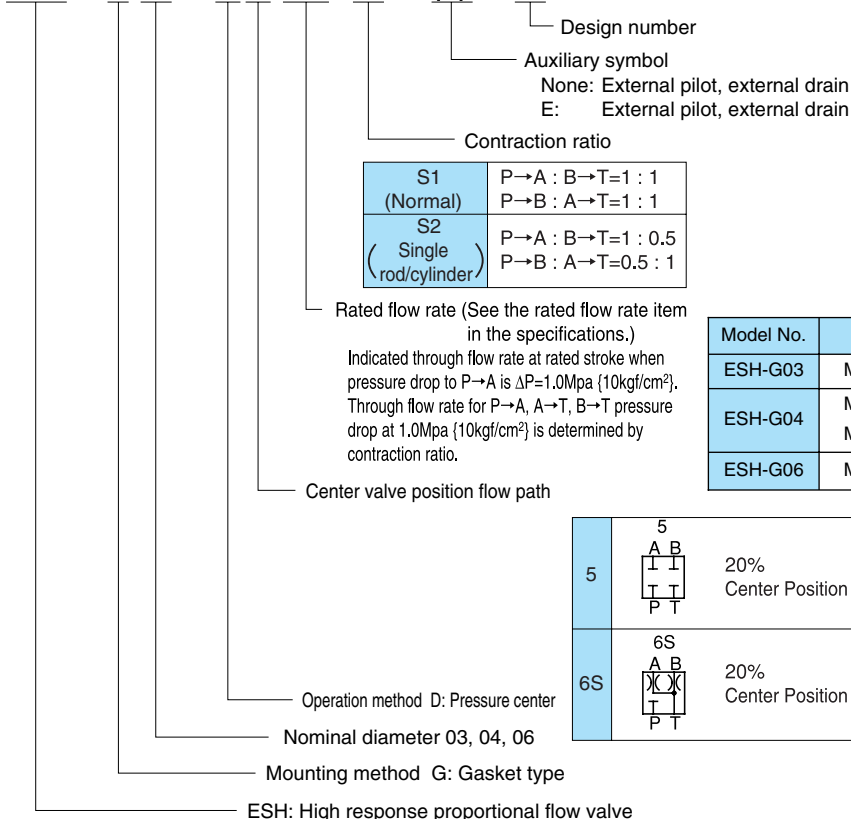 Design number
Auxiliary symbol
None: External pilot, external drain
E: External pilot, external drain
Contraction ratio
S1 (Normal) P→A : B→T=1 : 1
P→B : A→T=1 : 1
S2 (Single rod/cylinder) P→A : B→T=1 : 0.5
P→B : A→T=0.5 : 1
Rated flow rate (See the rated flow rate item
in the specifications.)
Indicated through flow rate at rated stroke when
pressure drop to P→A is ΔP=1.0Mpa {10kgf/cm²}.
Through flow rate for P→A, A→T, B→T pressure
drop at 1.0Mpa {10kgf/cm²} is determined by
contraction ratio.
Model No.
ESH-G03
ESH-G04
ESH-G06
Center valve position flow path
5
5
A B
P T
20%
Center Position
6S
6S
A B
P T
20%
Center Position
Operation method D: Pressure center
Nominal diameter 03, 04, 06
Mounting method G: Gasket type
ESH: High response proportional flow valve